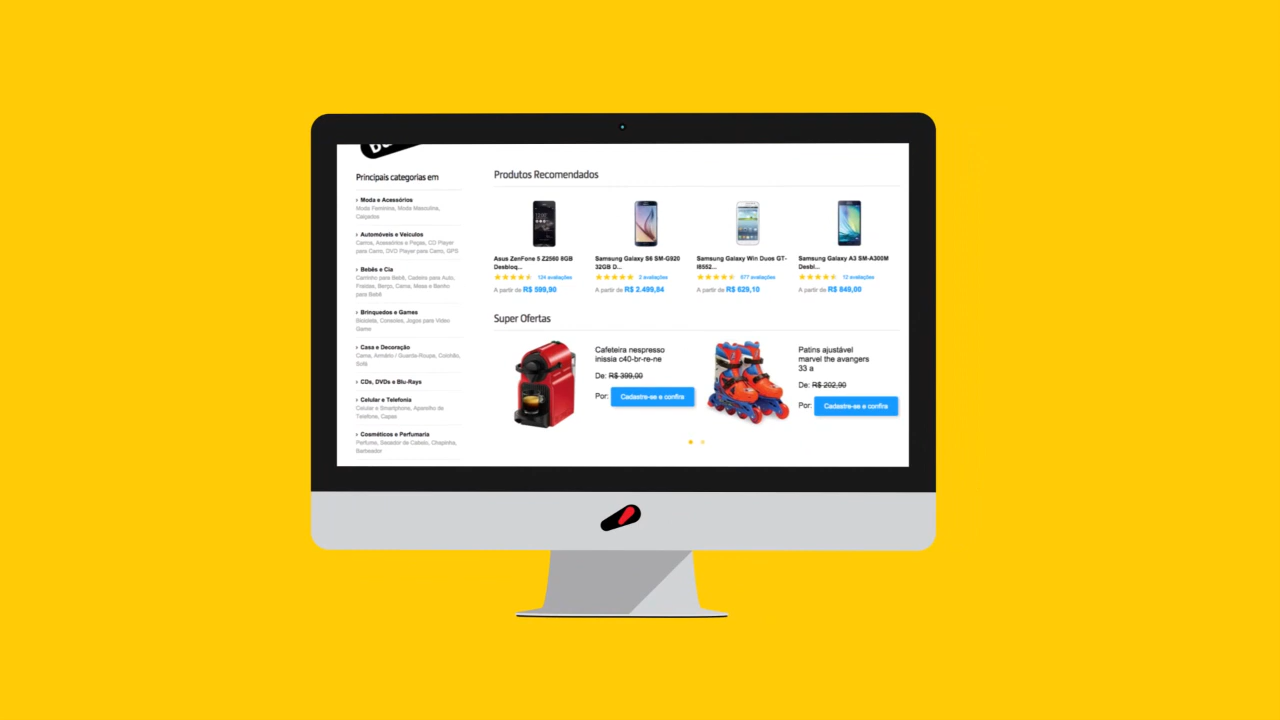 Principais categorias em
› Moda e Acessórios
Moda Feminina, Moda Masculina,
Calçados
› Automóveis e Veículos
Carros, Acessórios e Peças, CD Player
para Carro, DVD Player para Carro, GPS
› Bebês e Cia
Carrinho para Bebê, Cadeira para Auto,
Fraldas, Berço, Cama, Mesa e Banho
para Bebê
› Brinquedos e Games
Bicicleta, Consoles, Jogos para Video
Game
› Casa e Decoração
Cama, Armário / Guarda-Roupa, Colchão,
Sofá
› CDs, DVDs e Blu-Rays
› Celular e Telefonia
Celular e Smartphone, Aparelho de
Telefone, Capas
› Cosméticos e Perfumaria
Perfume, Secador de Cabelo, Chapinha,
Barbeador
Produtos Recomendados
Asus ZenFone 5 Z2560 8GB
Desbloq...
124 avaliações
A partir de R$ 599,90
Samsung Galaxy S6 SM-G920
32GB D...
2 avaliações
A partir de R$ 2.499,84
Samsung Galaxy Win Duos GT-
I8552...
677 avaliações
A partir de R$ 629,10
Samsung Galaxy A3 SM-A300M
Desbl...
12 avaliações
A partir de R$ 849,00
Super Ofertas
Cafeteira nespresso
inissia c40-br-re-ne
De: R$ 399,00
Por: Cadastre-se e confira
Patins ajustável
marvel the avangers
33 a
De: R$ 202,90
Por: Cadastre-se e confira